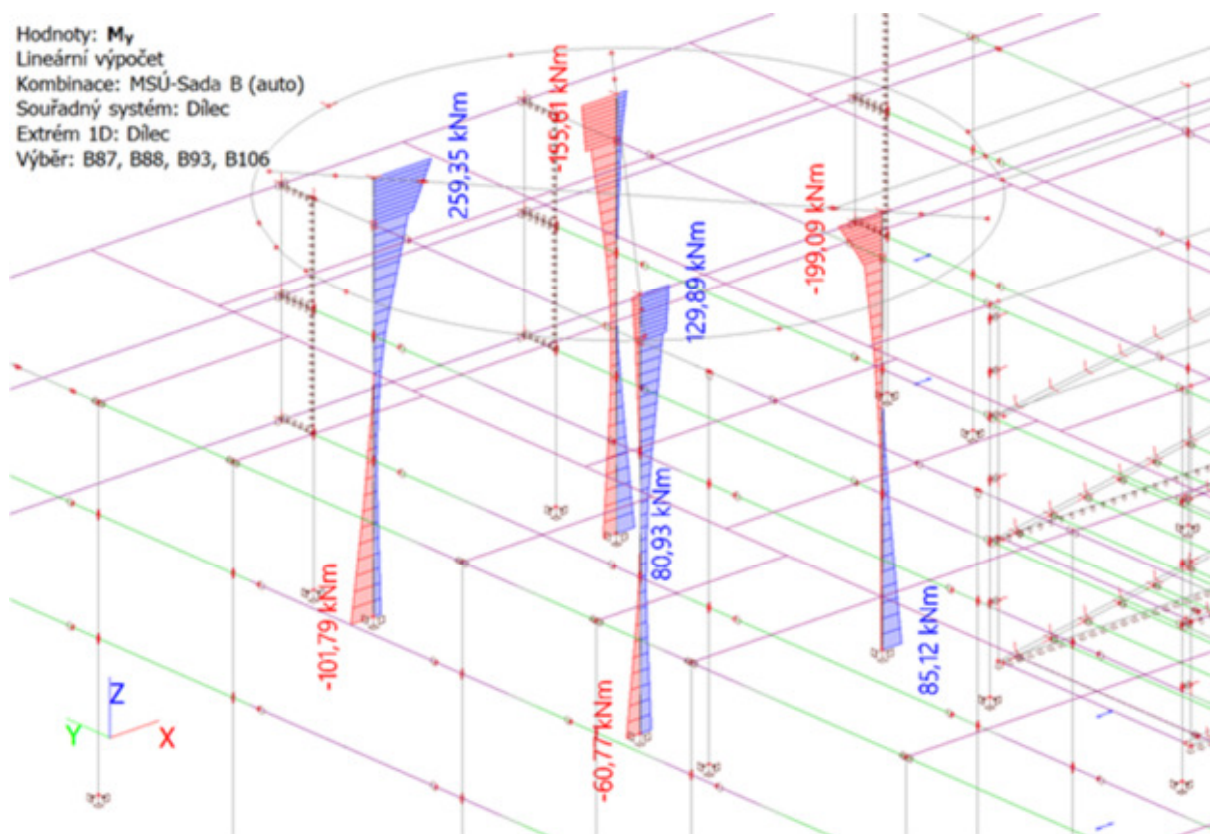 Hodnoty: My
Lineární výpočet
Kombinace: MSÚ-Sada B (auto)
Souřadný systém: Dílec
Extrém 1D: Dílec
Výběr: B87, B88, B93, B106
259,35 kNm
kNm
129,89 kNm
-199,09 kNm
80,93 kNm
-101,79 kNm
-60,77 kNm
85,12 kNm
Z
Y
X